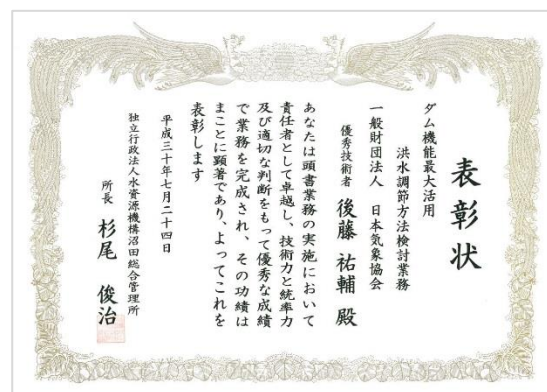 表彰状
ダム機能最大活用
洪水調節方法検討業務
一般財団法人 日本気象協会
優秀技術者 後藤 祐輔 殿
あなたは頭書業務の実施において
責任者として卓越し、技術力と統率力
及び適切な判断をもって優秀な成績
で業務を完成され、その功績は
まことに顕著であり、よってこれを
表彰します
平成三十年七月二十四日
独立行政法人水資源機構沼田総合管理所
所長 杉尾 俊治